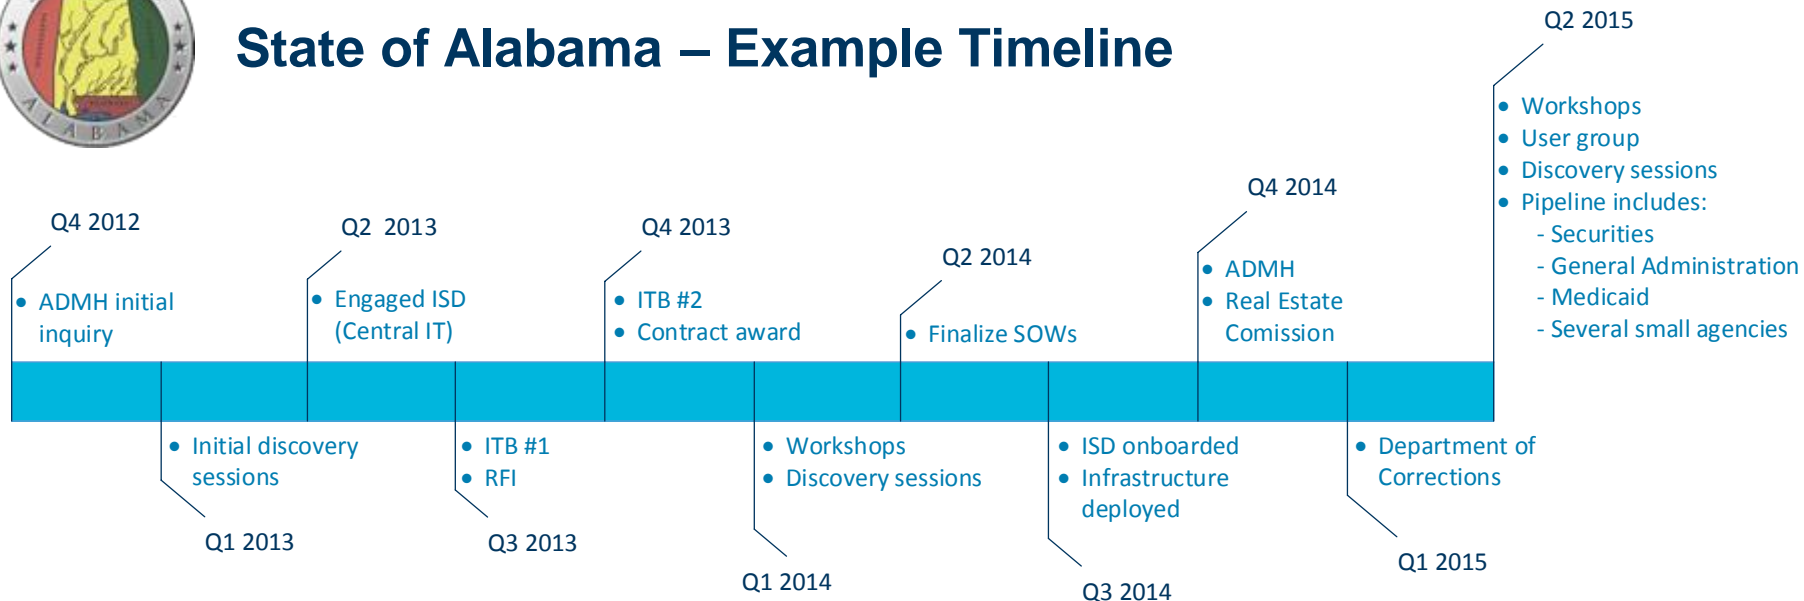 ALABAMA
State of Alabama – Example Timeline
Q4 2012
• ADMH initial
inquiry
Q1 2013
• Initial discovery
sessions
Q2 2013
• Engaged ISD
(Central IT)
Q3 2013
• ITB #1
• RFI
Q4 2013
• ITB #2
• Contract award
Q1 2014
• Workshops
• Discovery sessions
Q2 2014
• Finalize SOWs
Q3 2014
• ISD onboarded
• Infrastructure
deployed
Q4 2014
• ADMH
• Real Estate
Comission
Q1 2015
• Department of
Corrections
Q2 2015
• Workshops
• User group
• Discovery sessions
• Pipeline includes:
- Securities
- General Administration
- Medicaid
- Several small agencies